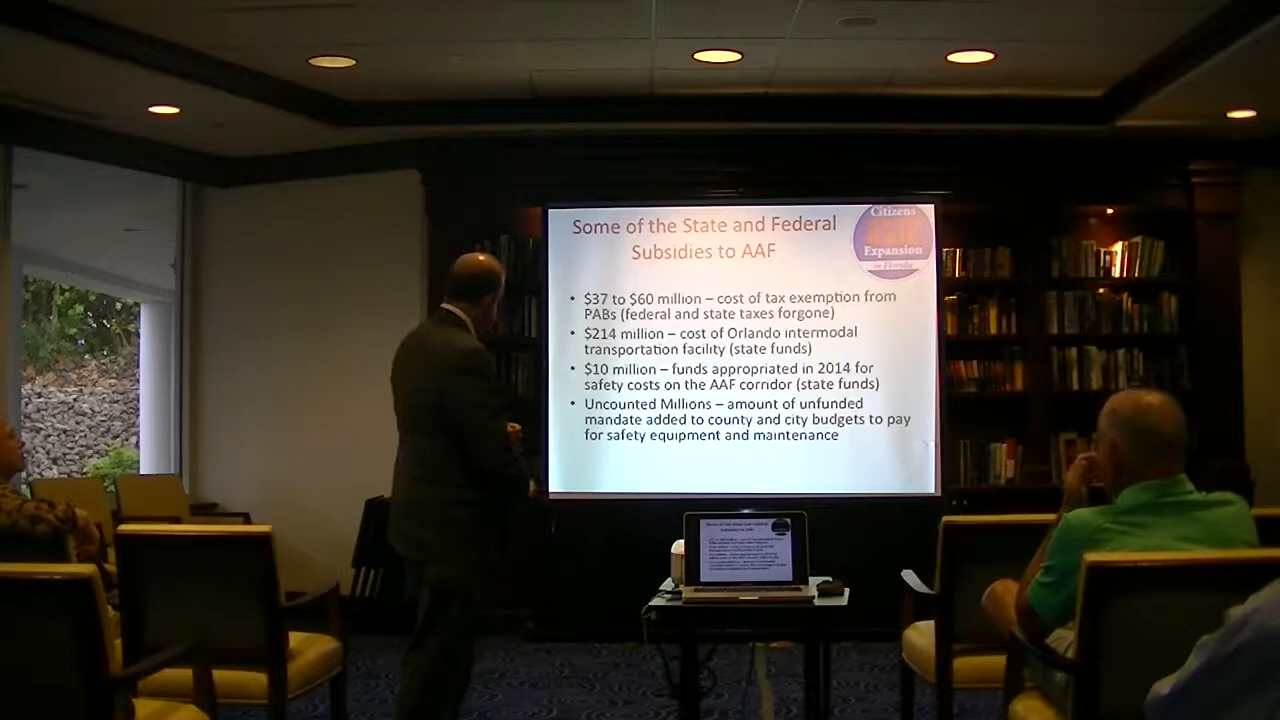 Some of the State and Federal
Subsidies to AAF
Citizens
Expansion
in Florida
• $37 to $60 million – cost of tax exemption from
PABs (federal and state taxes forgone)
• $214 million – cost of Orlando intermodal
transportation facility (state funds)
• $10 million – funds appropriated in 2014 for
safety costs on the AAF corridor (state funds)
• Uncounted Millions – amount of unfunded
mandate added to county and city budgets to pay
for safety equipment and maintenance